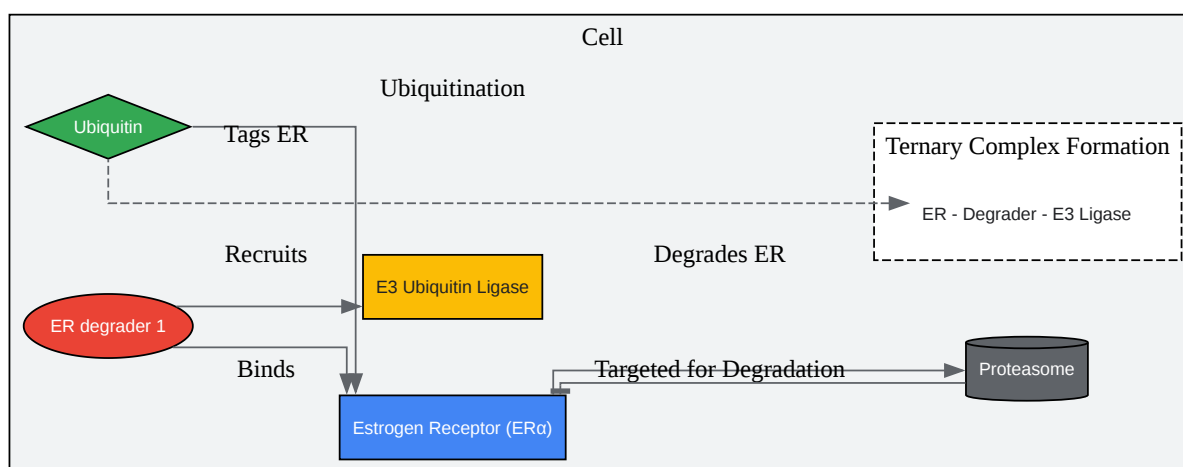 Cell
Ubiquitination
Ubiquitin
Tags ER
Ternary Complex Formation
ER - Degrader - E3 Ligase
Recruits
Degrades ER
E3 Ubiquitin Ligase
ER degrader 1
Binds
Targeted for Degradation
Proteasome
Estrogen Receptor (ERα)